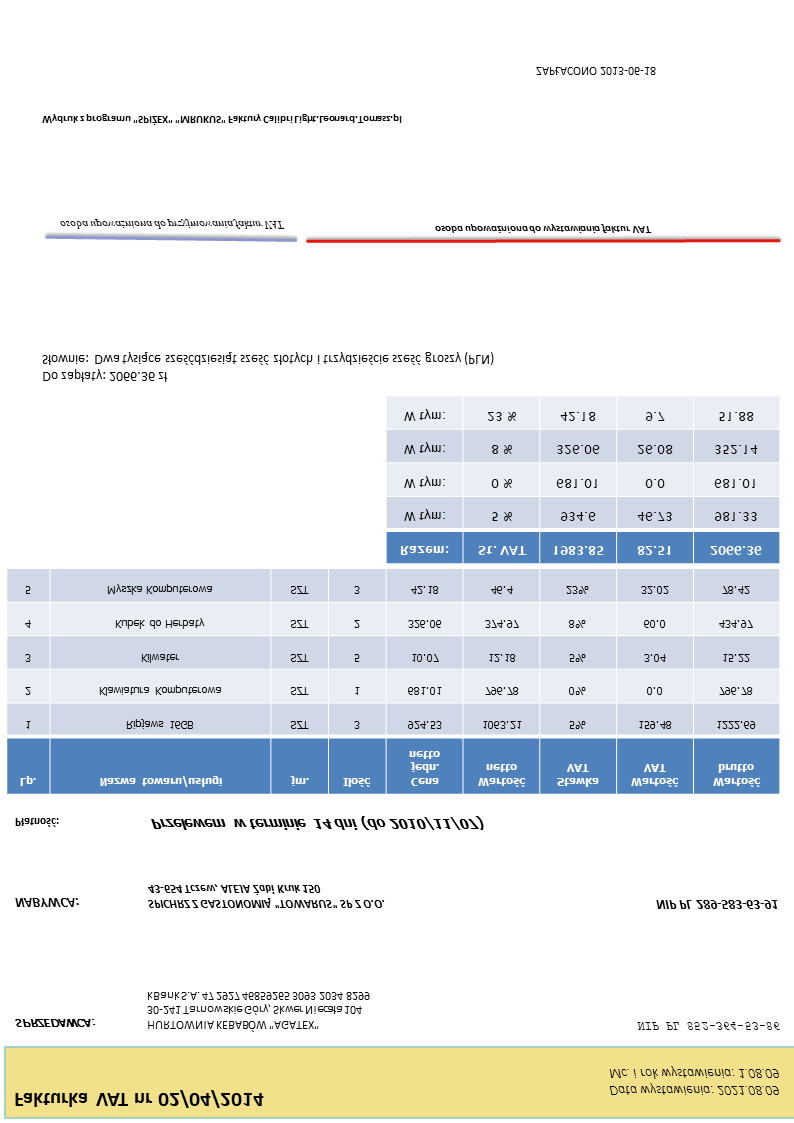 Fakturka VAT nr 02/04/2014
Data wystawienia: 2021.08.09
Mc. i rok wystawienia: 1.08.09
SPRZEDAWCA:
HURTOWNIA KEBABÓW "AGATEX"
30-241 Tarnowskie Góry, Skwer Niecała 104
kBank S.A. 47 2927 46859265 3093 2034 8299
NIP PL 852-364-53-86
NABYWCA:
SPICHRZ Z GASTONOMIĄ "TOWARUS" SP Z O.O.
43-654 Tczew, ALEJA Żabi Kruk 150
NIP PL 289-583-63-91
Płatność:
Przelewem w terminie 14 dni (do 2010/11/07)
Lp. Nazwa towaru/usługi jm. Ilość Cena jedn. netto Wartość netto Stawka VAT Wartość VAT Wartość brutto
1 Ripjaws 16GB SZT 3 924.53 1063.21 5% 159.48 1222.69
2 Klawiatura Komputerowa SZT 1 681.01 796.78 0% 0.0 796.78
3 Kilwater SZT 5 10.07 12.18 5% 3.04 15.22
4 Kubek do Herbaty SZT 2 326.06 374.97 8% 60.0 434.97
5 Myszka Komputerowa SZT 3 42.18 46.4 23% 32.02 78.42
Razem: St. VAT 1983.85 82.51 2066.36
W tym: 5 % 934.6 46.73 981.33
W tym: 0 % 681.01 0.0 681.01
W tym: 8 % 326.06 26.08 352.14
W tym: 23 % 42.18 9.7 51.88
Do zapłaty: 2066.36 zł
Słownie: Dwa tysiące sześćdziesiąt sześć złotych i trzydzieście sześć groszy (PLN)
osoba upoważniona do przyjmowania faktur VAT
osoba upoważniona do wystawiania faktur VAT
Wydruk z programu "SPIŻEX" "MRUKUS" Faktury Calibri Light.Leonard.Tomasz.pl
ZAPŁACONO 2013-06-18